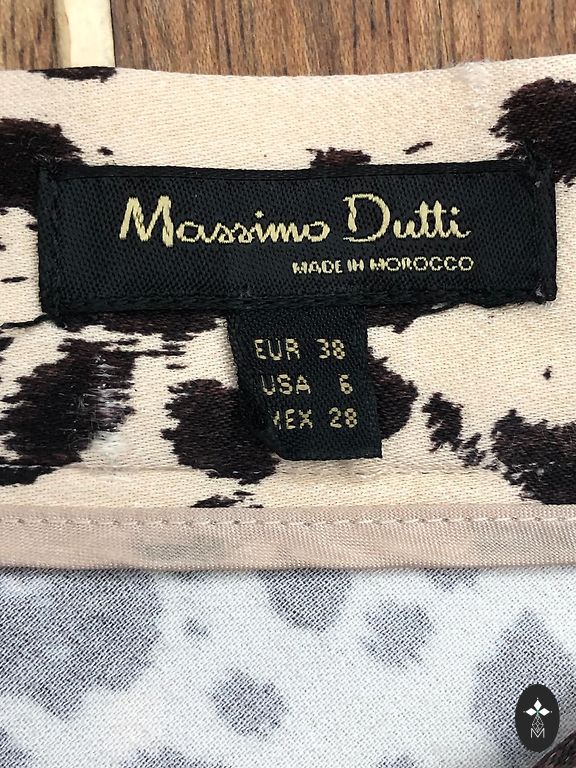 Massimo Dutti
MADE IN MOROCCO
EUR 38
USA 6
MEX 28
M